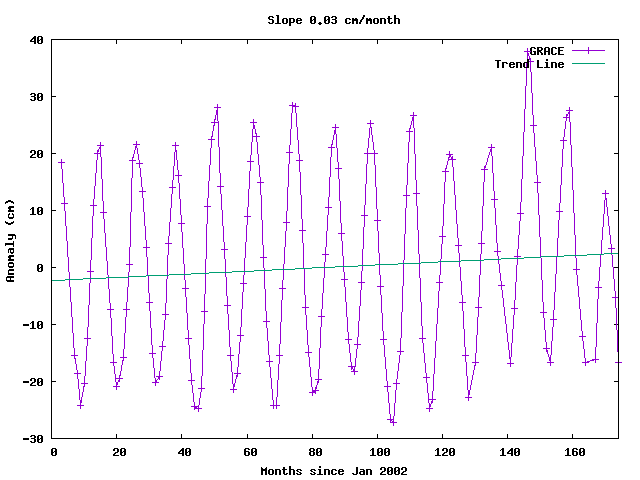 Slope 0.03 cm/month
GRACE
Trend Line
40
30
20
10
0
-10
-20
-30
Anomaly (cm)
0 20 40 60 80 100 120 140 160
Months since Jan 2002